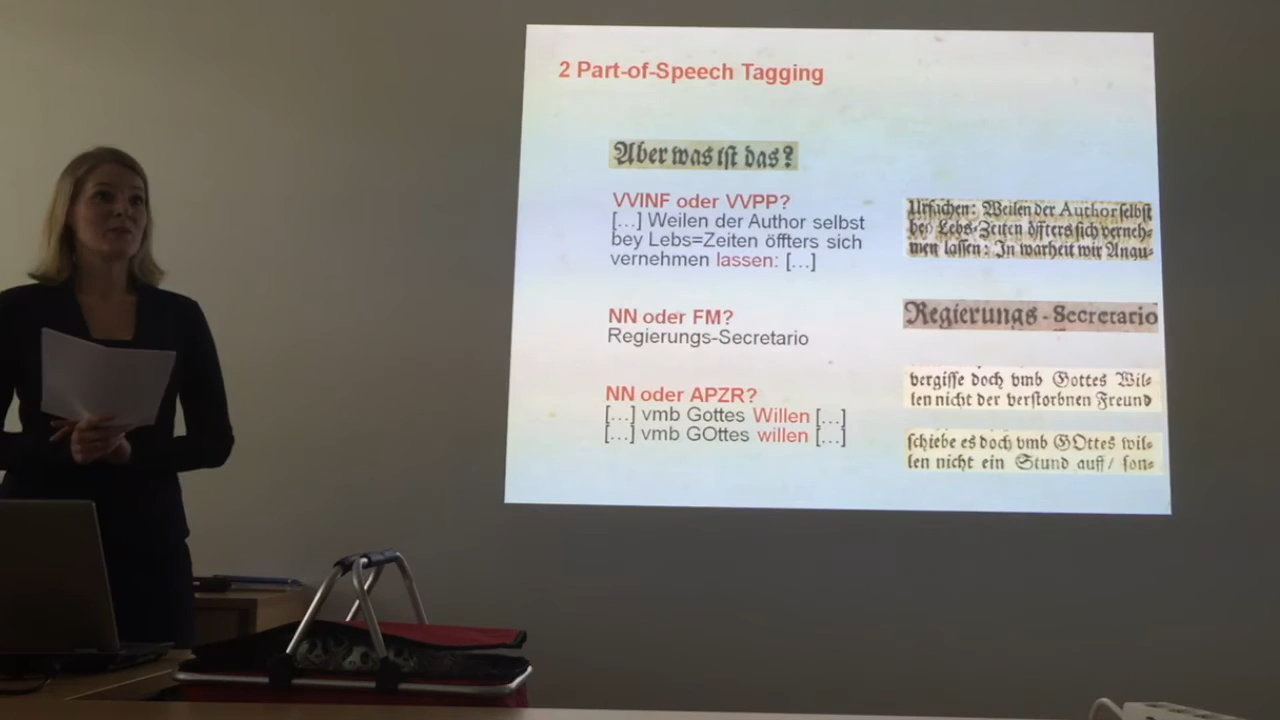 2 Part-of-Speech Tagging
Aber was ist das?
VVINF oder VVPP?
[…] Weilen der Author selbst
bey Lebs=Zeiten öffters sich
vernehmen lassen: […]
Ursachen: Weilen der Author selbst
bey Lebs-Zeiten öffters sich verneh=
men lassen: In warheit wir Angu=
NN oder FM?
Regierungs-Secretario
Regierungs-Secretario
NN oder APZR?
[…] vmb Gottes Willen […]
[…] vmb GOttes willen […]
vergisse doch vmb Gottes Wil=
len nicht der verstorbnen Freund
schiebe es doch vmb GOttes wil=
len nicht ein Stund auff / son=